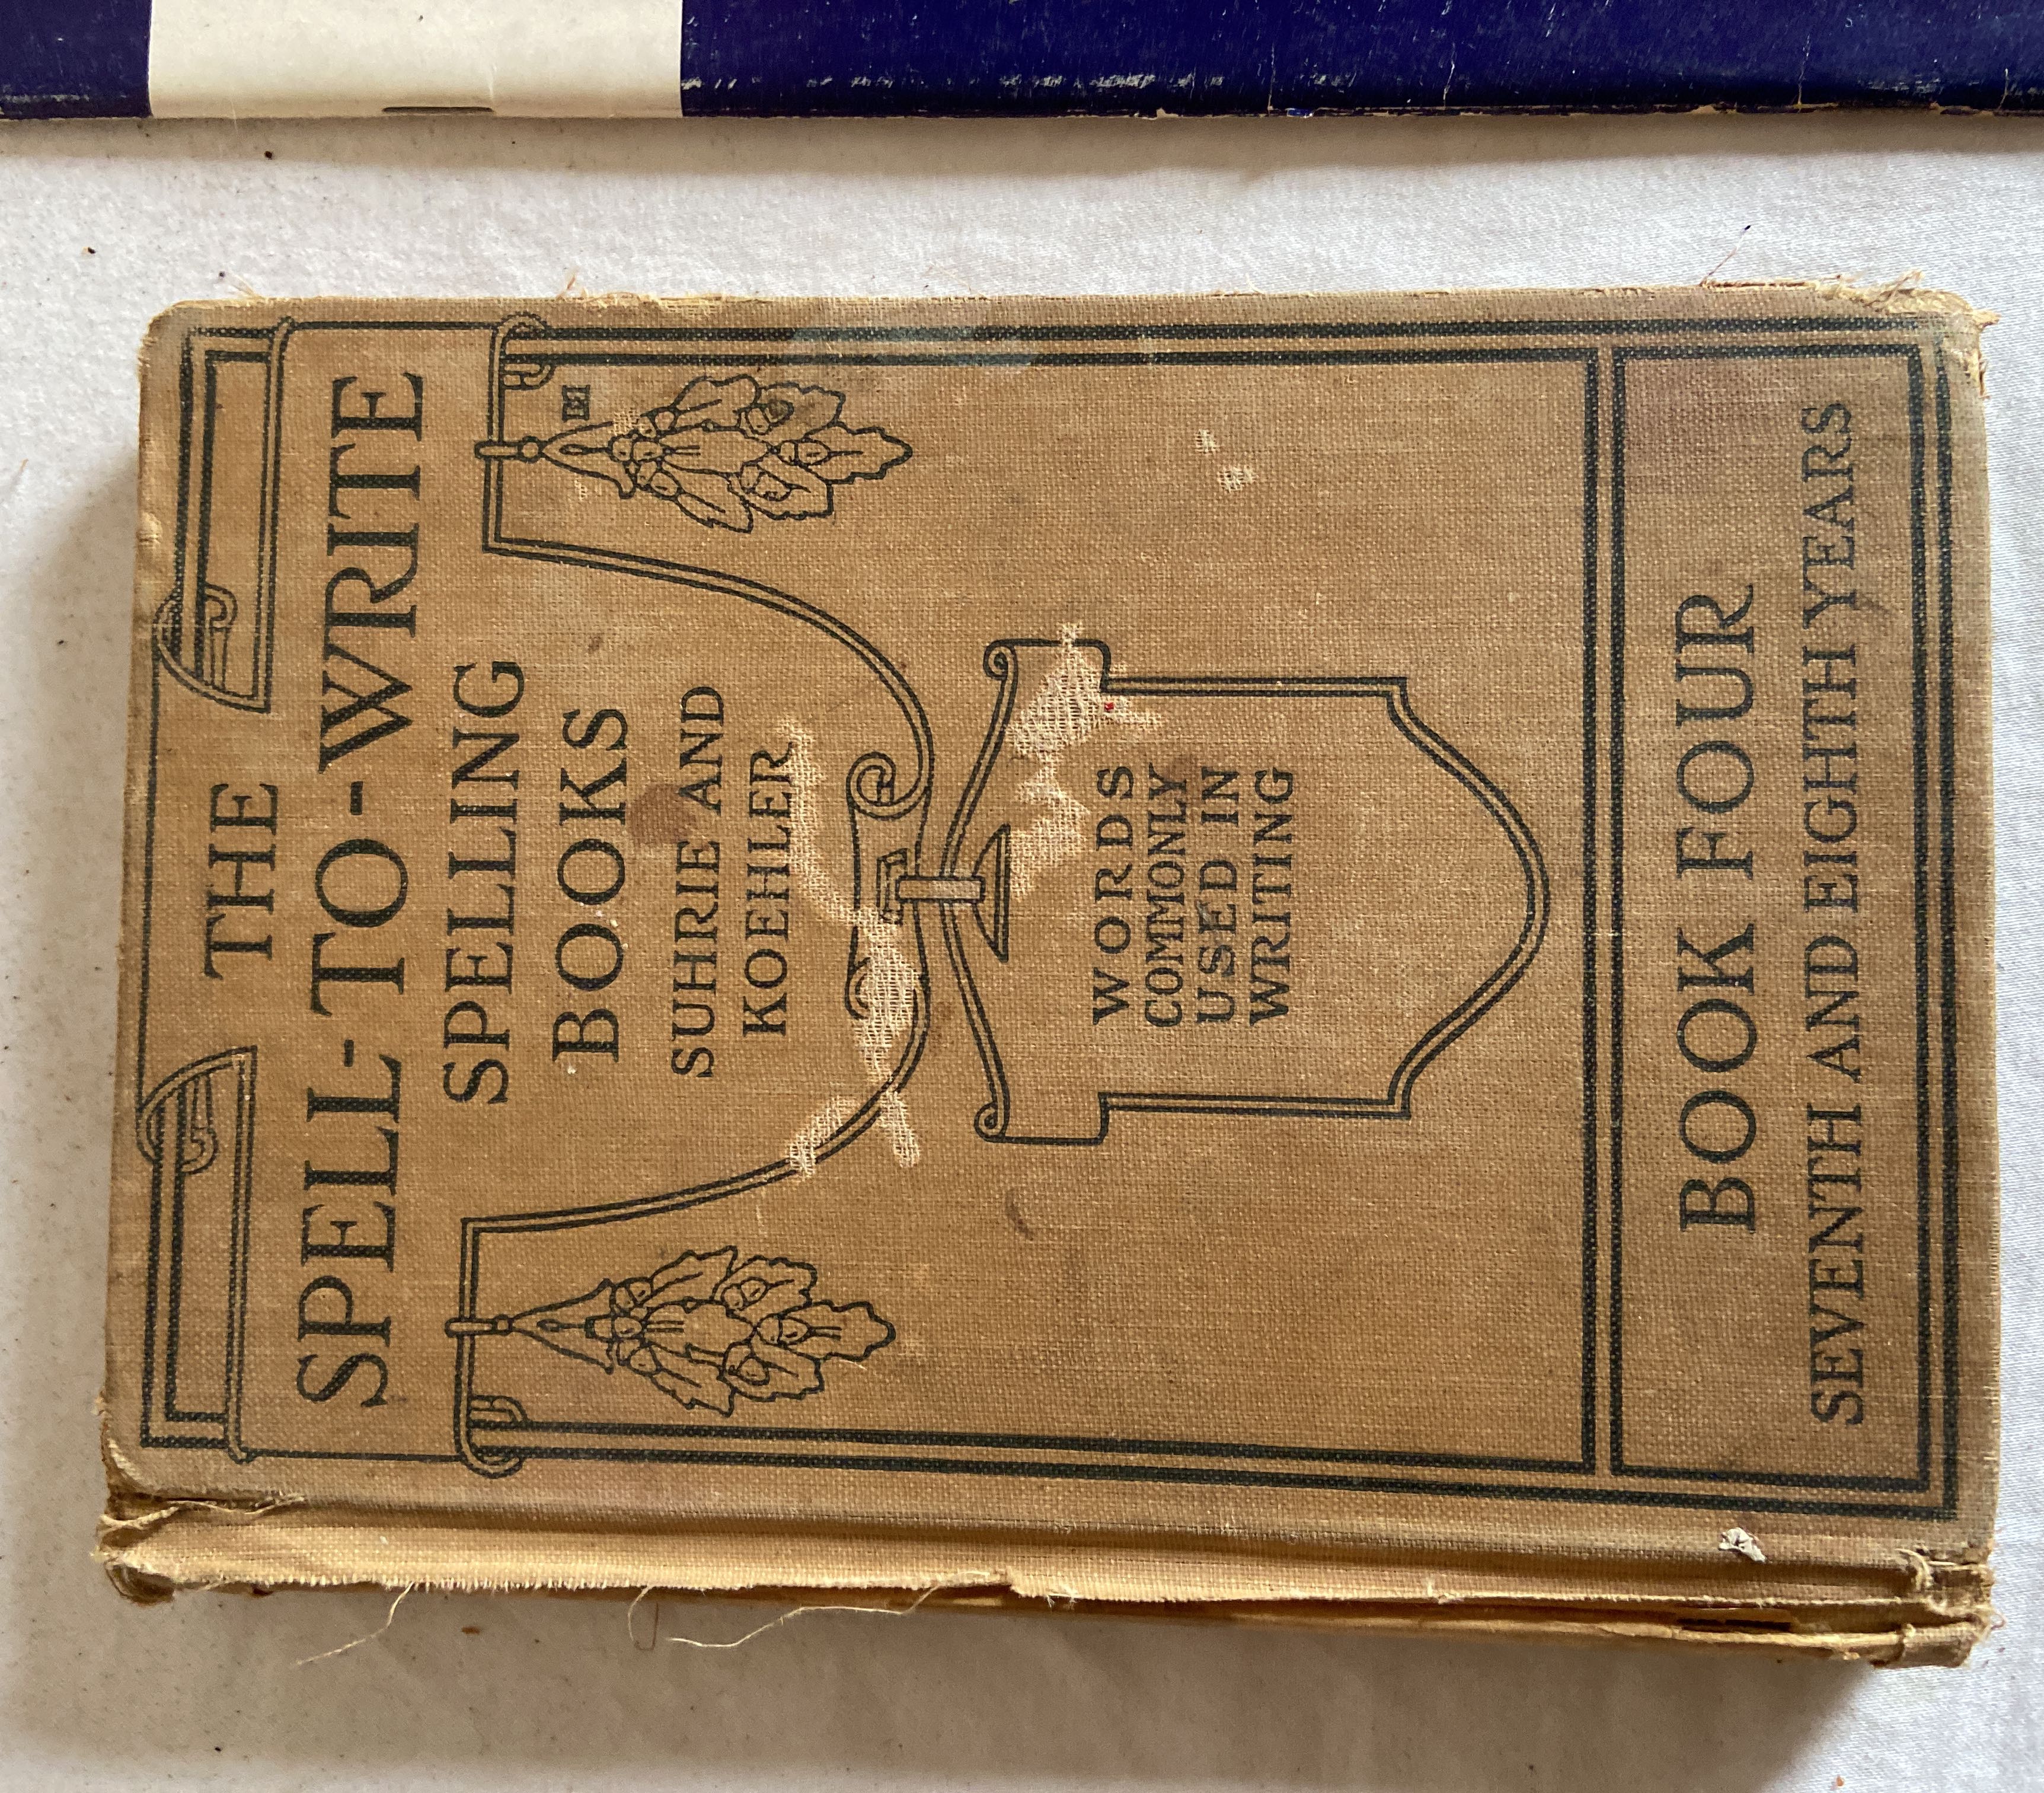 THE
SPELL-TO-WRITE
SPELLING
BOOKS
SUHRIE AND
KOEHLER
WORDS
COMMONLY
USED IN
WRITING
BOOK FOUR
SEVENTH AND EIGHTH YEARS